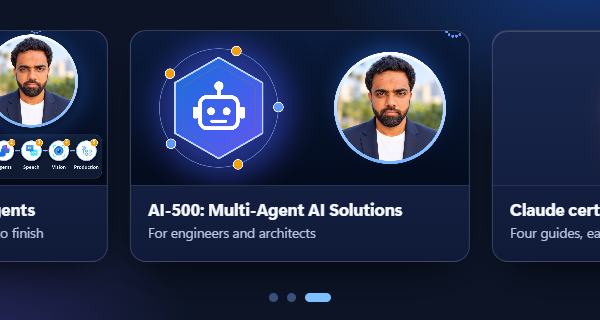 Speech
Vision
Production
gents
o finish
AI-500: Multi-Agent AI Solutions
For engineers and architects
Claude cert
Four guides, ea